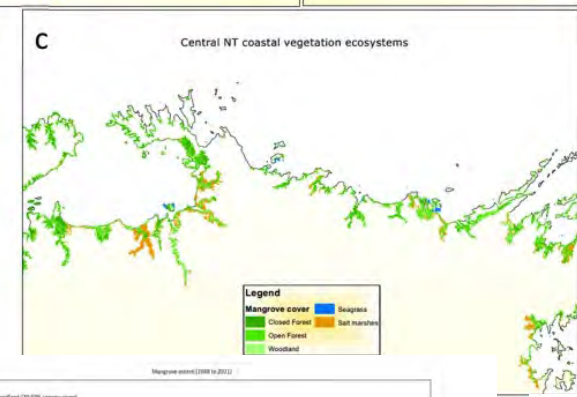 C
Central NT coastal vegetation ecosystems
Legend
Mangrove cover
Closed Forest
Open Forest
Woodland
Seagrass
Salt marshes
Mangrove extent (1988 to 2021)